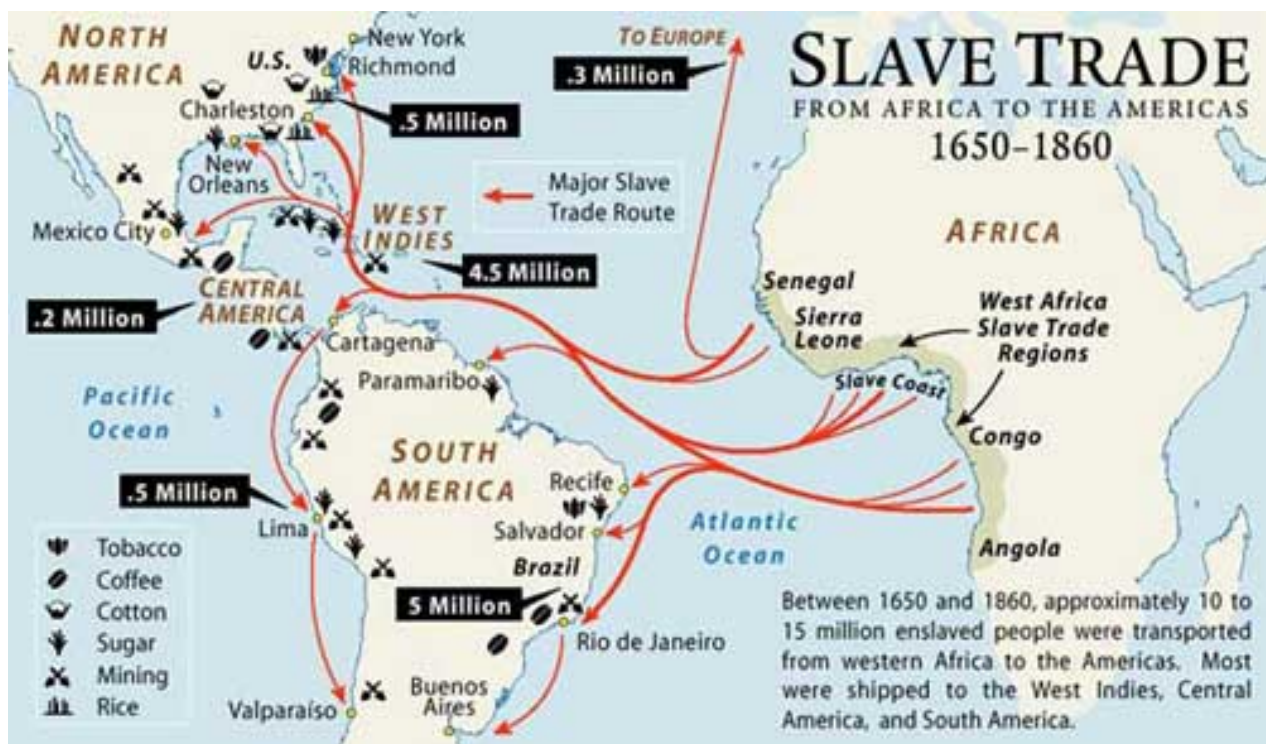 SLAVE TRADE
FROM AFRICA TO THE AMERICAS
1650–1860
NORTH
AMERICA
U.S.
New York
Richmond
Charleston
.5 Million
New
Orleans
Mexico City
TO EUROPE
.3 Million
Major Slave
Trade Route
WEST
INDIES
4.5 Million
CENTRAL
AMERICA
.2 Million
Cartagena
Paramaribo
Pacific
Ocean
SOUTH
AMERICA
.5 Million
Lima
Recife
Salvador
Brazil
5 Million
Rio de Janeiro
Buenos
Aires
Valparaíso
Atlantic
Ocean
AFRICA
Senegal
Sierra
Leone
West Africa
Slave Trade
Regions
Slave Coast
Congo
Angola
Tobacco
Coffee
Cotton
Sugar
Mining
Rice
Between 1650 and 1860, approximately 10 to
15 million enslaved people were transported
from western Africa to the Americas. Most
were shipped to the West Indies, Central
America, and South America.